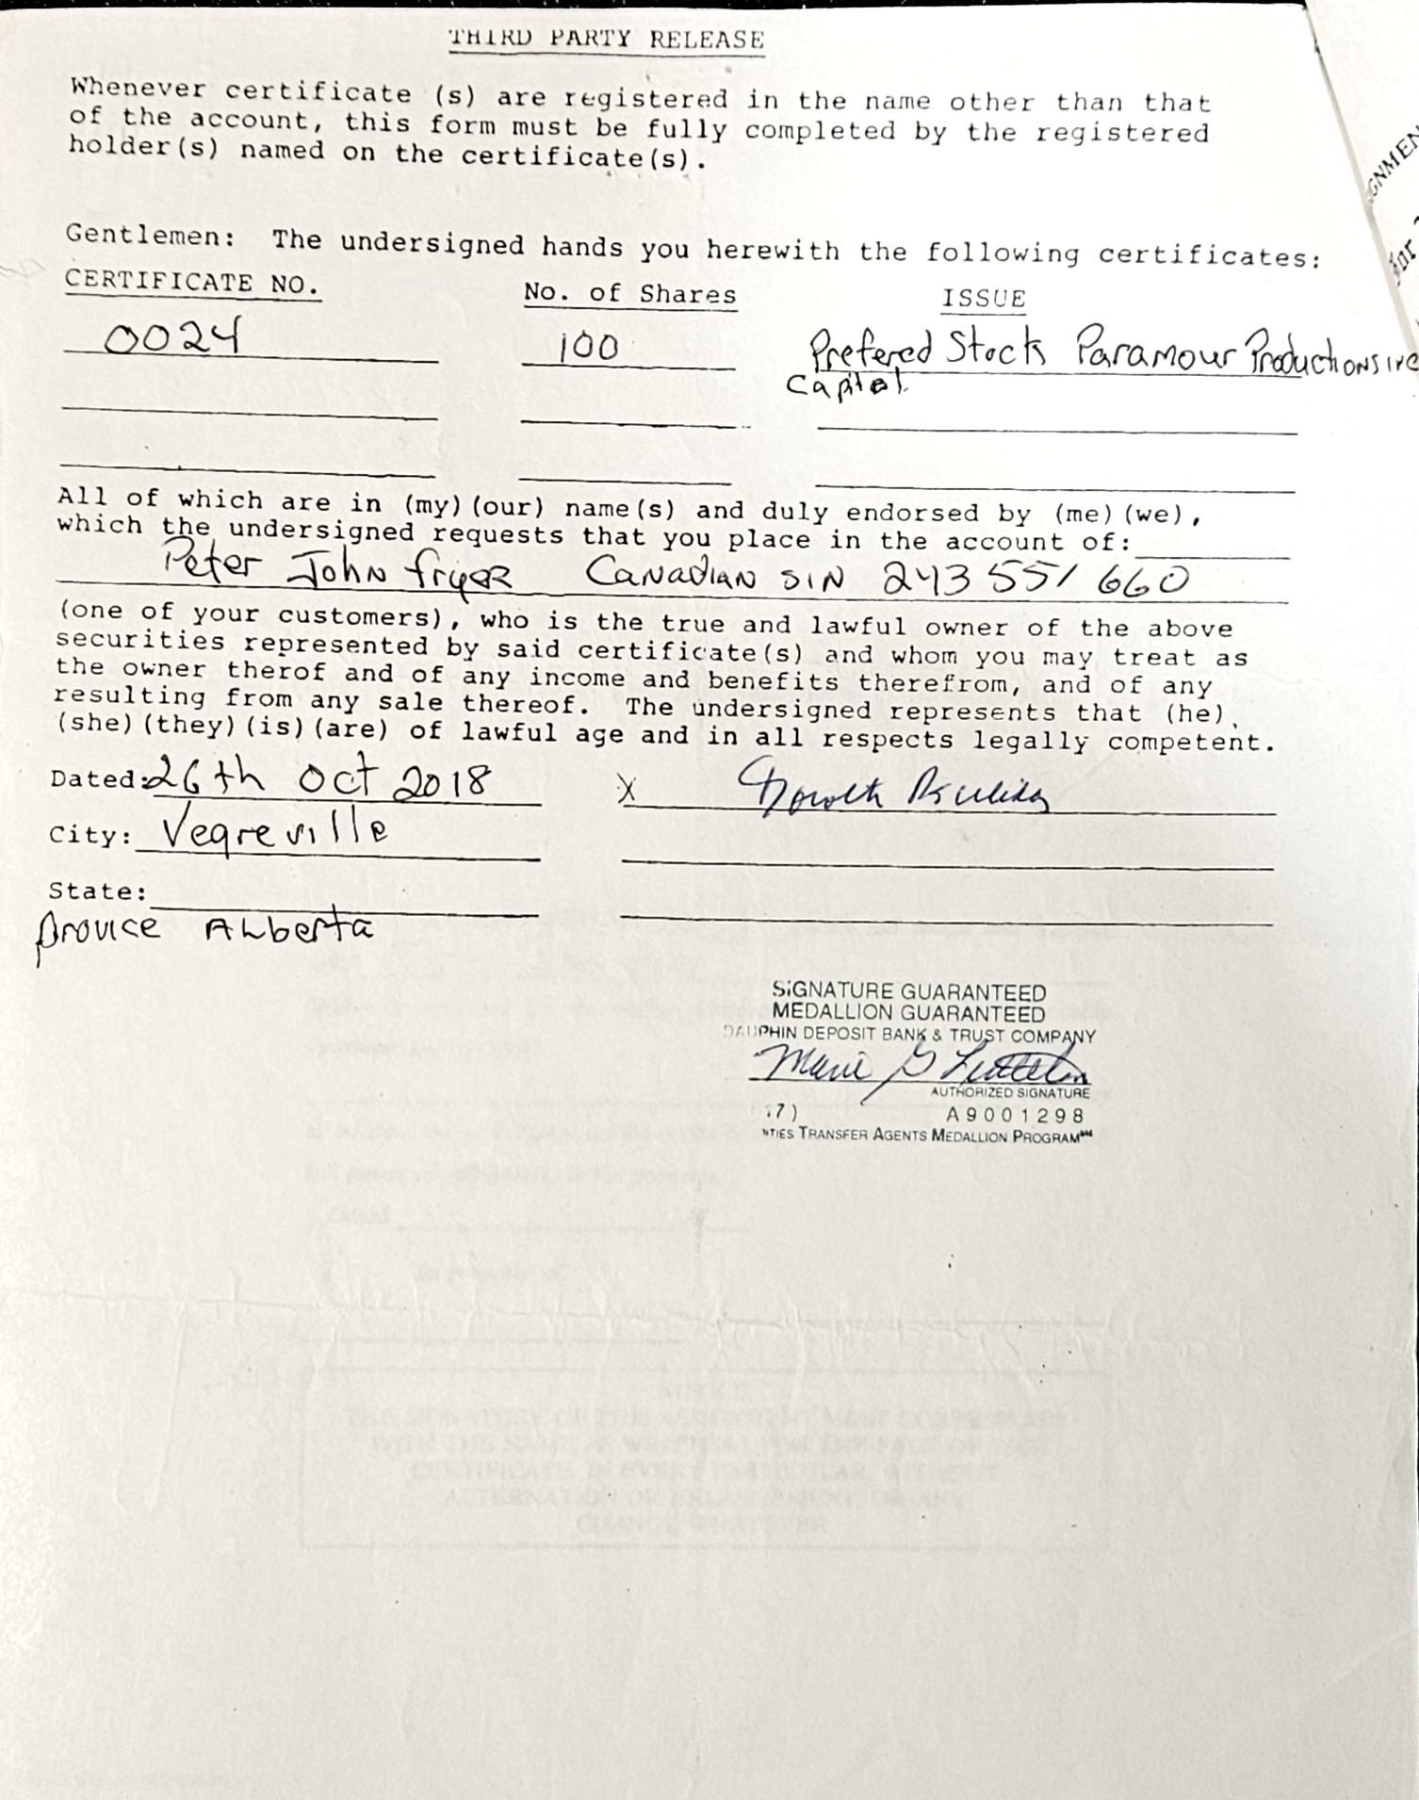 THIRD PARTY RELEASE
Whenever certificate (s) are registered in the name other than that
of the account, this form must be fully completed by the registered
holder(s) named on the certificate(s).
Gentlemen: The undersigned hands you herewith the following certificates:
CERTIFICATE NO. No. of Shares ISSUE
0024 100 Prefered Stock Paramour Productions inc
Capitol
All of which are in (my)(our) name(s) and duly endorsed by (me)(we),
which the undersigned requests that you place in the account of:
Peter John fryer Canadian SIN 243 551 660
(one of your customers), who is the true and lawful owner of the above
securities represented by said certificate(s) and whom you may treat as
the owner therof and of any income and benefits therefrom, and of any
resulting from any sale thereof. The undersigned represents that (he),
(she)(they)(is)(are) of lawful age and in all respects legally competent.
Dated: 26th Oct 2018 X
City: Vegreville
State:
provice Alberta
SIGNATURE GUARANTEED
MEDALLION GUARANTEED
DAUPHIN DEPOSIT BANK & TRUST COMPANY
Marie G
AUTHORIZED SIGNATURE
7) A9001298
TIES TRANSFER AGENTS MEDALLION PROGRAM